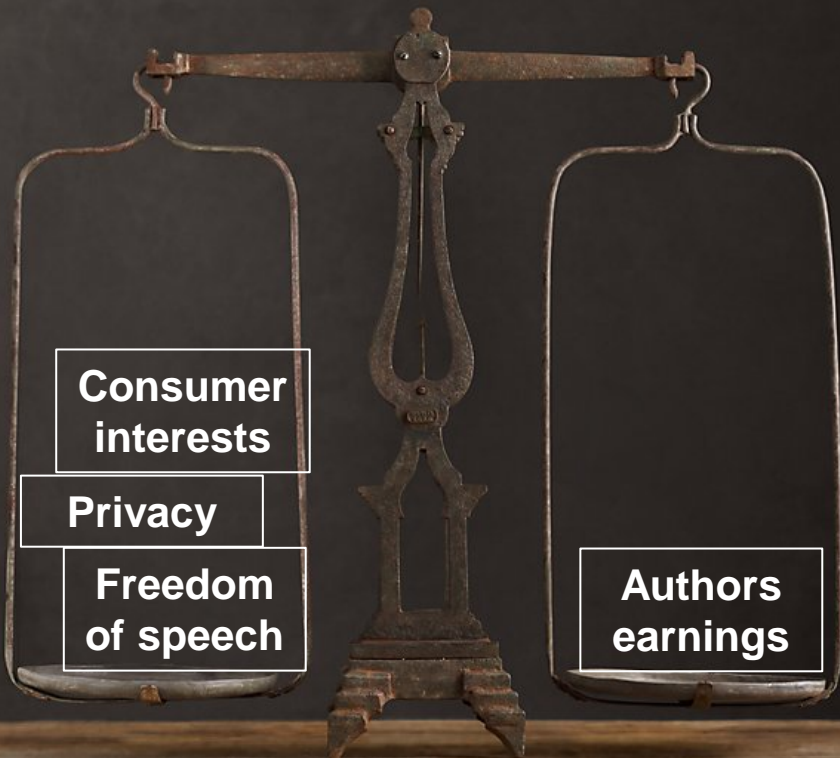 Consumer
interests
Privacy
Freedom
of speech
Authors
earnings